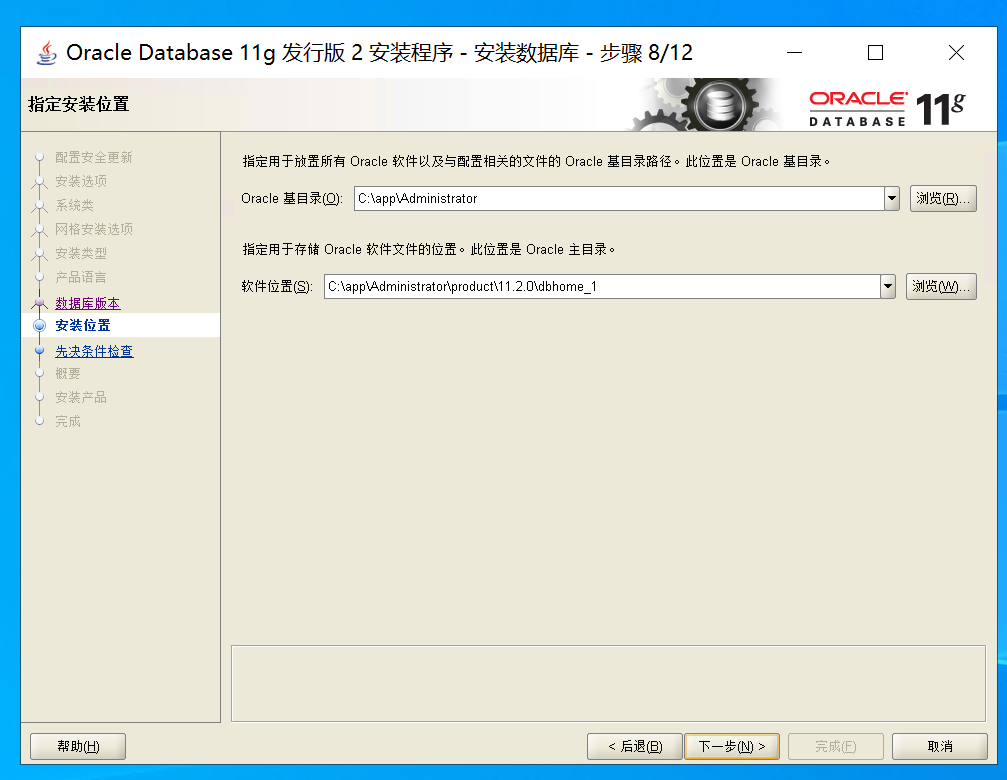 Oracle Database 11g 发行版 2 安装程序 - 安装数据库 - 步骤 8/12
指定安装位置
ORACLE
DATABASE
11g
配置安全更新
安装选项
系统类
网格安装选项
安装类型
产品语言
数据库版本
安装位置
先决条件检查
概要
安装产品
完成
指定用于放置所有 Oracle 软件以及与配置相关的文件的 Oracle 基目录路径。此位置是 Oracle 基目录。
Oracle 基目录(O): C:\app\Administrator 浏览(R)...
指定用于存储 Oracle 软件文件的位置。此位置是 Oracle 主目录。
软件位置(S): C:\app\Administrator\product\11.2.0\dbhome_1 浏览(W)...
帮助(H) < 后退(B) 下一步(N) > 完成(F) 取消